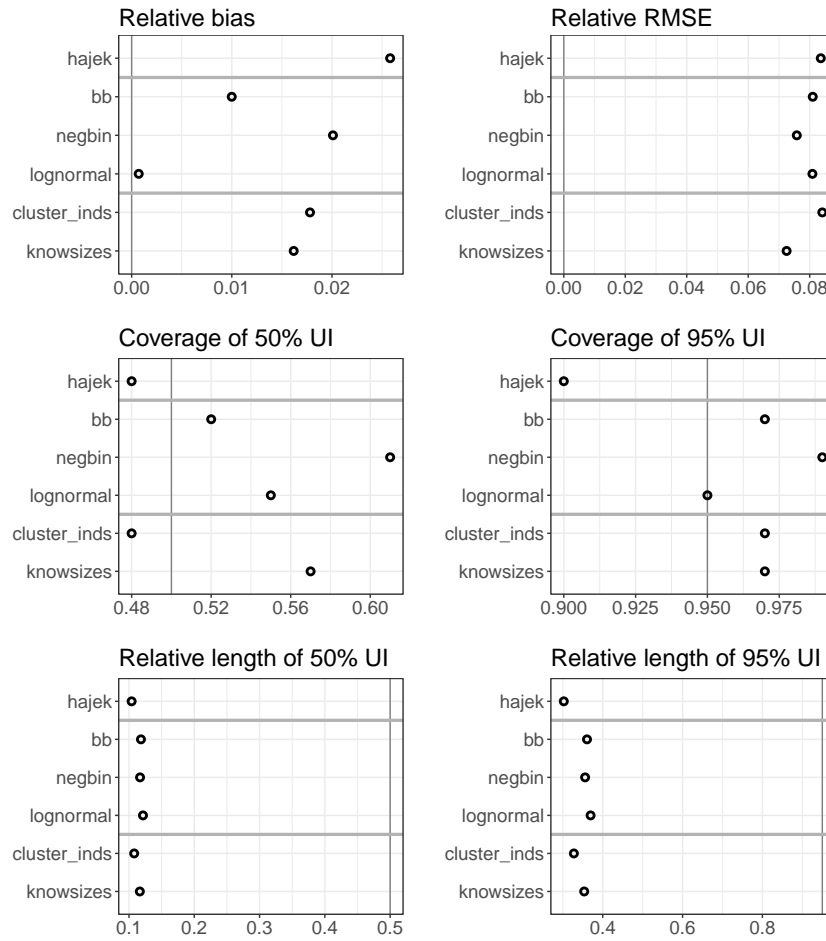 Relative bias
hajek
bb
negbin
lognormal
cluster_inds
knowsizes
0.00 0.01 0.02
Relative RMSE
hajek
bb
negbin
lognormal
cluster_inds
knowsizes
0.00 0.02 0.04 0.06 0.08
Coverage of 50% UI
hajek
bb
negbin
lognormal
cluster_inds
knowsizes
0.48 0.52 0.56 0.60
Coverage of 95% UI
hajek
bb
negbin
lognormal
cluster_inds
knowsizes
0.900 0.925 0.950 0.975
Relative length of 50% UI
hajek
bb
negbin
lognormal
cluster_inds
knowsizes
0.1 0.2 0.3 0.4 0.5
Relative length of 95% UI
hajek
bb
negbin
lognormal
cluster_inds
knowsizes
0.4 0.6 0.8